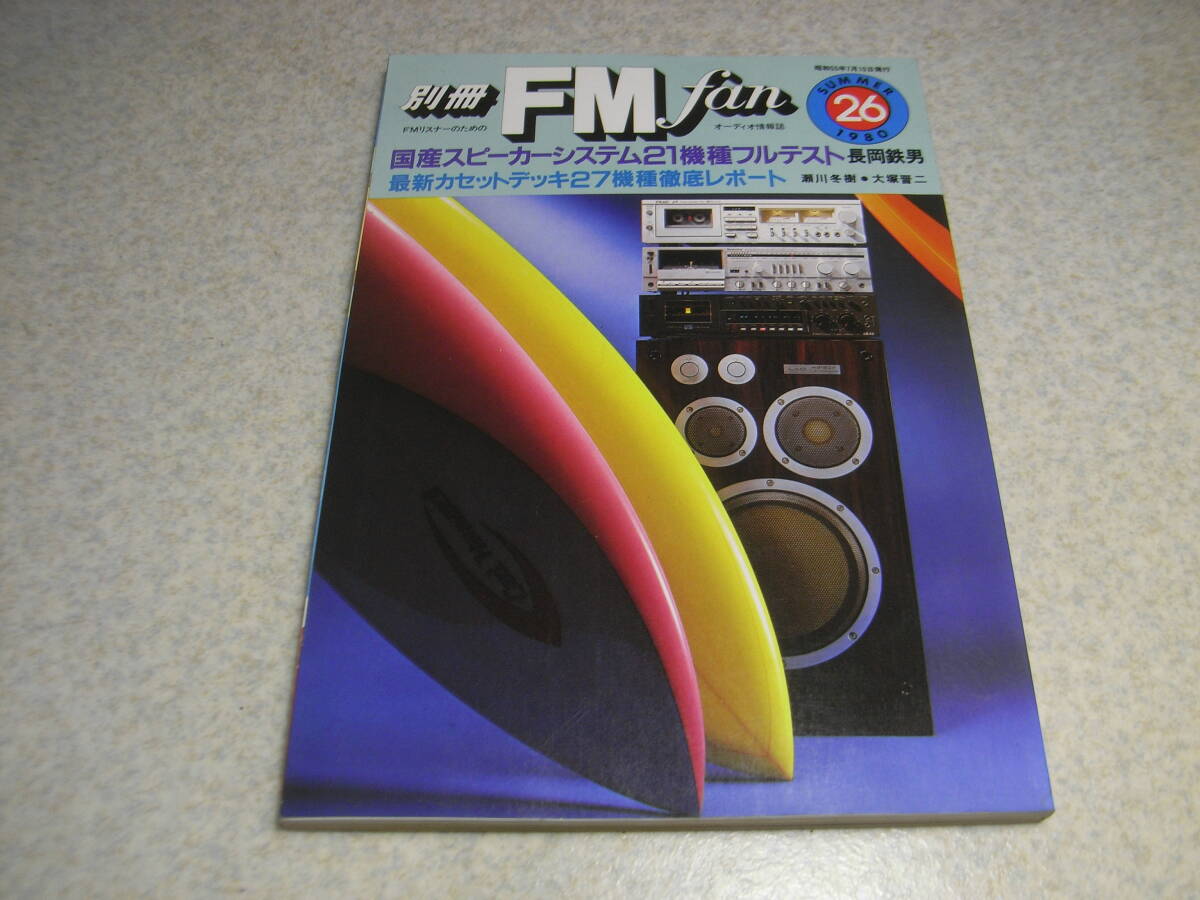 昭和55年7月15日発行
別冊 FM fan
FMリスナーのための
オーディオ情報誌
SUMMER
26
1980
国産スピーカーシステム21機種フルテスト 長岡鉄男
最新カセットデッキ27機種徹底レポート 瀬川冬樹●大塚晋二